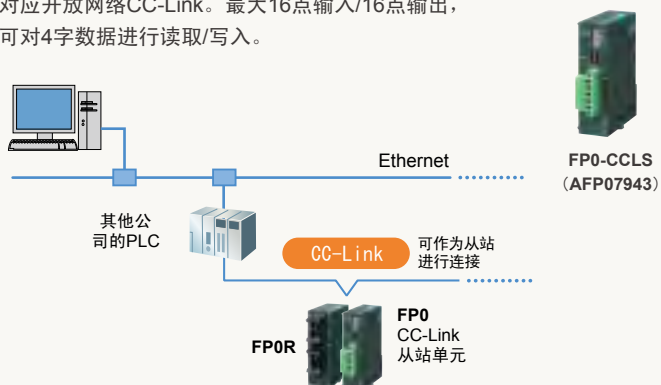 对应开放网络CC-Link。最大16点输入/16点输出，
可对4字数据进行读取/写入。
Ethernet
FP0-CCLS
（AFP07943）
其他公
司的PLC
CC-Link
可作为从站
进行连接
FP0R
FP0
CC-Link
从站单元